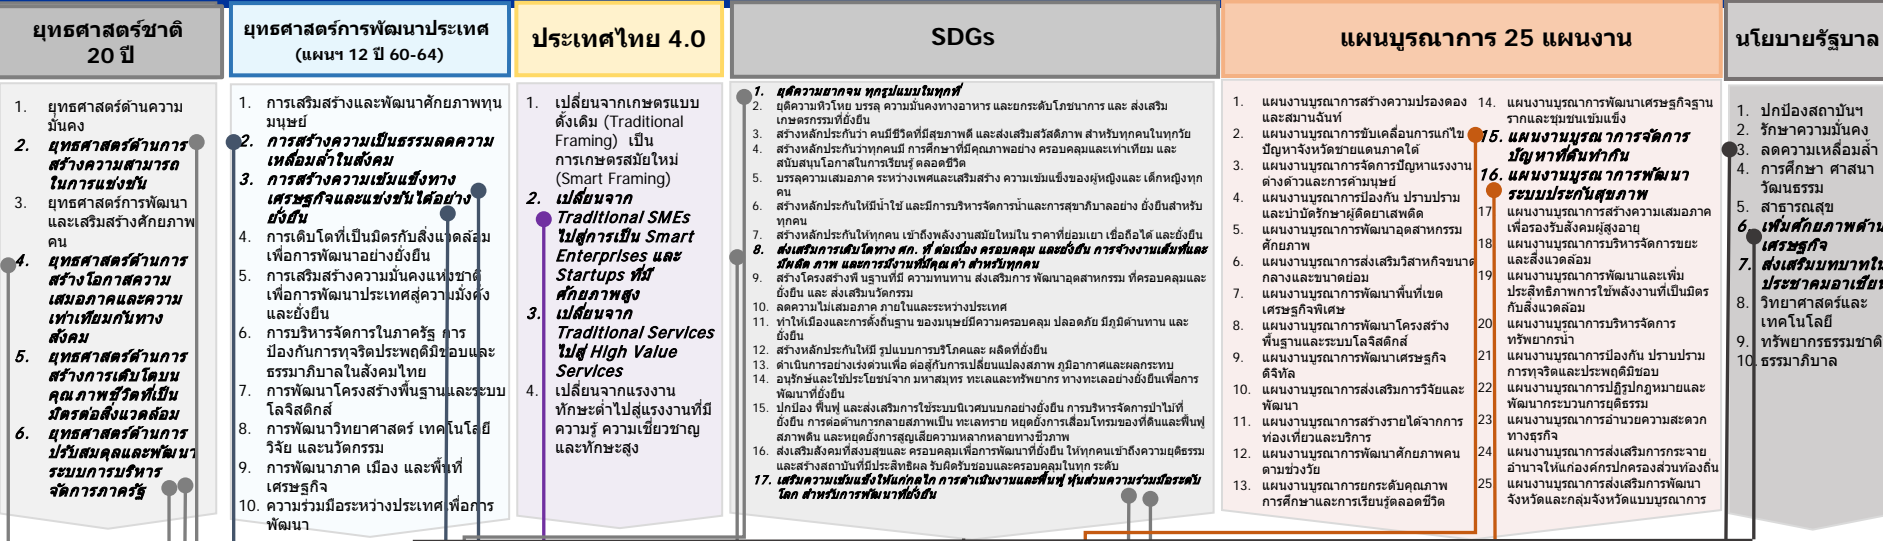 ยุทธศาสตร์ชาติ
20 ปี
1. ยุทธศาสตร์ด้านความ
มั่นคง
2. ยุทธศาสตร์ด้านการ
สร้างความสามารถ
ในการแข่งขัน
3. ยุทธศาสตร์การพัฒนา
และเสริมสร้างศักยภาพ
คน
4. ยุทธศาสตร์ด้านการ
สร้างโอกาสความ
เสมอภาคและความ
เท่าเทียมกันทาง
สังคม
5. ยุทธศาสตร์ด้านการ
สร้างการเติบโตบน
คุณภาพชีวิตที่เป็น
มิตรต่อสิ่งแวดล้อม
6. ยุทธศาสตร์ด้านการ
ปรับสมดุลและพัฒนา
ระบบการบริหาร
จัดการภาครัฐ
ยุทธศาสตร์การพัฒนาประเทศ
(แผนฯ 12 ปี 60-64)
1. การเสริมสร้างและพัฒนาศักยภาพทุน
มนุษย์
2. การสร้างความเป็นธรรมลดความ
เหลื่อมล้ำในสังคม
3. การสร้างความเข้มแข็งทาง
เศรษฐกิจและแข่งขันได้อย่าง
ยั่งยืน
4. การเติบโตที่เป็นมิตรกับสิ่งแวดล้อม
เพื่อการพัฒนาอย่างยั่งยืน
5. การเสริมสร้างความมั่นคงแห่งชาติ
เพื่อการพัฒนาประเทศสู่ความมั่งคั่ง
และยั่งยืน
6. การบริหารจัดการในภาครัฐ การ
ป้องกันการทุจริตประพฤติมิชอบและ
ธรรมาภิบาลในสังคมไทย
7. การพัฒนาโครงสร้างพื้นฐานและระบบ
โลจิสติกส์
8. การพัฒนาวิทยาศาสตร์ เทคโนโลยี
วิจัย และนวัตกรรม
9. การพัฒนาภาค เมือง และพื้นที่
เศรษฐกิจ
10. ความร่วมมือระหว่างประเทศเพื่อการ
พัฒนา
ประเทศไทย 4.0
1. เปลี่ยนจากเกษตรแบบ
ดั้งเดิม (Traditional
Framing) เป็น
การเกษตรสมัยใหม่
(Smart Framing)
2. เปลี่ยนจาก
Traditional SMEs
ไปสู่การเป็น Smart
Enterprises และ
Startups ที่มี
ศักยภาพสูง
3. เปลี่ยนจาก
Traditional Services
ไปสู่ High Value
Services
4. เปลี่ยนจากแรงงาน
ทักษะต่ำไปสู่แรงงานที่มี
ความรู้ ความเชี่ยวชาญ
และทักษะสูง
SDGs
1. ยุติความยากจน ทุกรูปแบบในทุกที่
2. ยุติความหิวโหย บรรลุ ความมั่นคงทางอาหาร และยกระดับโภชนาการ และ ส่งเสริม
เกษตรกรรมที่ยั่งยืน
3. สร้างหลักประกันว่า คนมีชีวิตที่มีสุขภาพดี และส่งเสริมสวัสดิภาพ สำหรับทุกคนในทุกวัย
4. สร้างหลักประกันว่าทุกคนมี การศึกษาที่มีคุณภาพอย่าง ครอบคลุมและเท่าเทียม และ
สนับสนุนโอกาสในการเรียนรู้ ตลอดชีวิต
5. บรรลุความเสมอภาค ระหว่างเพศและเสริมสร้าง ความเข้มแข็งของผู้หญิงและ เด็กหญิงทุก
คน
6. สร้างหลักประกันให้มีน้ำใช้ และมีการบริหารจัดการน้ำและการสุขาภิบาลอย่าง ยั่งยืนสำหรับ
ทุกคน
7. สร้างหลักประกันให้ทุกคน เข้าถึงพลังงานสมัยใหม่ใน ราคาที่ย่อมเยา เชื่อถือได้ และยั่งยืน
8. ส่งเสริมการเติบโตทาง ศก. ที่ ต่อเนื่อง ครอบคลุม และยั่งยืน การจ้างงานเต็มที่และ
มีผลิต ภาพ และการมีงานที่มีคุณค่า สำหรับทุกคน
9. สร้างโครงสร้างพื้ นฐานที่มี ความทนทาน ส่งเสริมการ พัฒนาอุตสาหกรรม ที่ครอบคลุมและ
ยั่งยืน และ ส่งเสริมนวัตกรรม
10. ลดความไม่เสมอภาค ภายในและระหว่างประเทศ
11. ทำให้เมืองและการตั้งถิ่นฐาน ของมนุษย์มีความครอบคลุม ปลอดภัย มีภูมิต้านทาน และ
ยั่งยืน
12. สร้างหลักประกันให้มี รูปแบบการบริโภคและ ผลิตที่ยั่งยืน
13. ดำเนินการอย่างเร่งด่วนเพื่อ ต่อสู้กับการเปลี่ยนแปลงสภาพ ภูมิอากาศและผลกระทบ
14. อนุรักษ์และใช้ประโยชน์จาก มหาสมุทร ทะเลและทรัพยากร ทางทะเลอย่างยั่งยืนเพื่อการ
พัฒนาที่ยั่งยืน
15. ปกป้อง ฟื้นฟู และส่งเสริมการใช้ระบบนิเวศบนบกอย่างยั่งยืน การบริหารจัดการป่าไม้ที่
ยั่งยืน การต่อต้านการกลายสภาพเป็น ทะเลทราย หยุดยั้งการเสื่อมโทรมของที่ดินและฟื้นฟู
สภาพดิน และหยุดยั้งการสูญเสียความหลากหลายทางชีวภาพ
16. ส่งเสริมสังคมที่สงบสุขและ ครอบคลุมเพื่อการพัฒนาที่ยั่งยืน ให้ทุกคนเข้าถึงความยุติธรรม
และสร้างสถาบันที่มีประสิทธิผล รับผิดรับชอบและครอบคลุมในทุก ระดับ
17. เสริมความเข้มแข็งให้แก่กลไก การดำเนินงานและฟื้นฟู หุ้นส่วนความร่วมมือระดับ
โลก สำหรับการพัฒนาที่ยั่งยืน
แผนบูรณาการ 25 แผนงาน
1. แผนงานบูรณาการสร้างความปรองดอง
และสมานฉันท์
2. แผนงานบูรณาการขับเคลื่อนการแก้ไข
ปัญหาจังหวัดชายแดนภาคใต้
3. แผนงานบูรณาการจัดการปัญหาแรงงาน
ต่างด้าวและการค้ามนุษย์
4. แผนงานบูรณาการป้องกัน ปราบปราม
และบำบัดรักษาผู้ติดยาเสพติด
5. แผนงานบูรณาการพัฒนาอุตสาหกรรม
ศักยภาพ
6. แผนงานบูรณาการส่งเสริมวิสาหกิจขนาด
กลางและขนาดย่อม
7. แผนงานบูรณาการพัฒนาพื้นที่เขต
เศรษฐกิจพิเศษ
8. แผนงานบูรณาการพัฒนาโครงสร้าง
พื้นฐานและระบบโลจิสติกส์
9. แผนงานบูรณาการพัฒนาเศรษฐกิจ
ดิจิทัล
10. แผนงานบูรณาการส่งเสริมการวิจัยและ
พัฒนา
11. แผนงานบูรณาการสร้างรายได้จากการ
ท่องเที่ยวและบริการ
12. แผนงานบูรณาการพัฒนาศักยภาพคน
ตามช่วงวัย
13. แผนงานบูรณาการยกระดับคุณภาพ
การศึกษาและการเรียนรู้ตลอดชีวิต
14. แผนงานบูรณาการพัฒนาเศรษฐกิจฐาน
รากและชุมชนเข้มแข็ง
15. แผนงานบูรณาการจัดการ
ปัญหาที่ดินทำกิน
16. แผนงานบูรณาการพัฒนา
ระบบประกันสุขภาพ
17 แผนงานบูรณาการสร้างความเสมอภาค
เพื่อรองรับสังคมผู้สูงอายุ
18 แผนงานบูรณาการบริหารจัดการขยะ
และสิ่งแวดล้อม
19 แผนงานบูรณาการพัฒนาและเพิ่ม
ประสิทธิภาพการใช้พลังงานที่เป็นมิตร
กับสิ่งแวดล้อม
20 แผนงานบูรณาการบริหารจัดการ
ทรัพยากรน้ำ
21 แผนงานบูรณาการป้องกัน ปราบปราม
การทุจริตและประพฤติมิชอบ
22 แผนงานบูรณาการปฏิรูปกฎหมายและ
พัฒนากระบวนการยุติธรรม
23 แผนงานบูรณาการอำนวยความสะดวก
ทางธุรกิจ
24 แผนงานบูรณาการส่งเสริมการกระจาย
อำนาจให้แก่องค์กรปกครองส่วนท้องถิ่น
25 แผนงานบูรณาการส่งเสริมการพัฒนา
จังหวัดและกลุ่มจังหวัดแบบบูรณาการ
นโยบายรัฐบาล
1. ปกป้องสถาบันฯ
2. รักษาความมั่นคง
3. ลดความเหลื่อมล้ำ
4. การศึกษา ศาสนา
วัฒนธรรม
5. สาธารณสุข
6. เพิ่มศักยภาพด้าน
เศรษฐกิจ
7. ส่งเสริมบทบาทใน
ประชาคมอาเซียน
8. วิทยาศาสตร์และ
เทคโนโลยี
9. ทรัพยากรธรรมชาติ
10. ธรรมาภิบาล